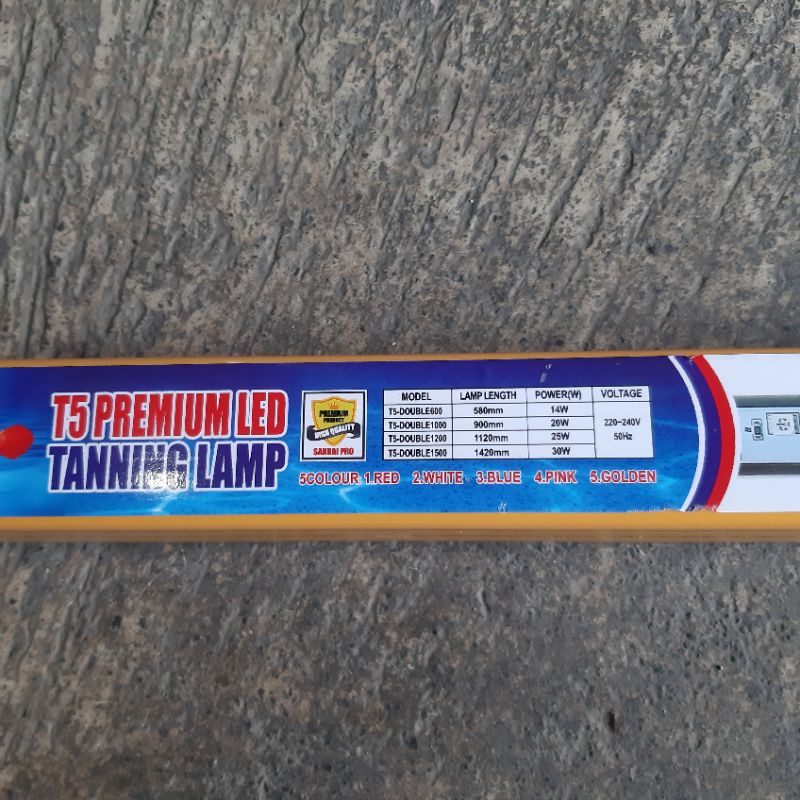 T5 PREMIUM LED
TANNING LAMP
PREMIUM
PRODUCT
HIGH QUALITY
SAKKAI PRO
MODEL LAMP LENGTH POWER(W) VOLTAGE
T5-DOUBLE600 580mm 14W
T5-DOUBLE1000 900mm 20W
T5-DOUBLE1200 1120mm 25W
T5-DOUBLE1500 1420mm 30W
220~240V
50Hz
5COLOUR 1.RED 2.WHITE 3.BLUE 4.PINK 5.GOLDEN